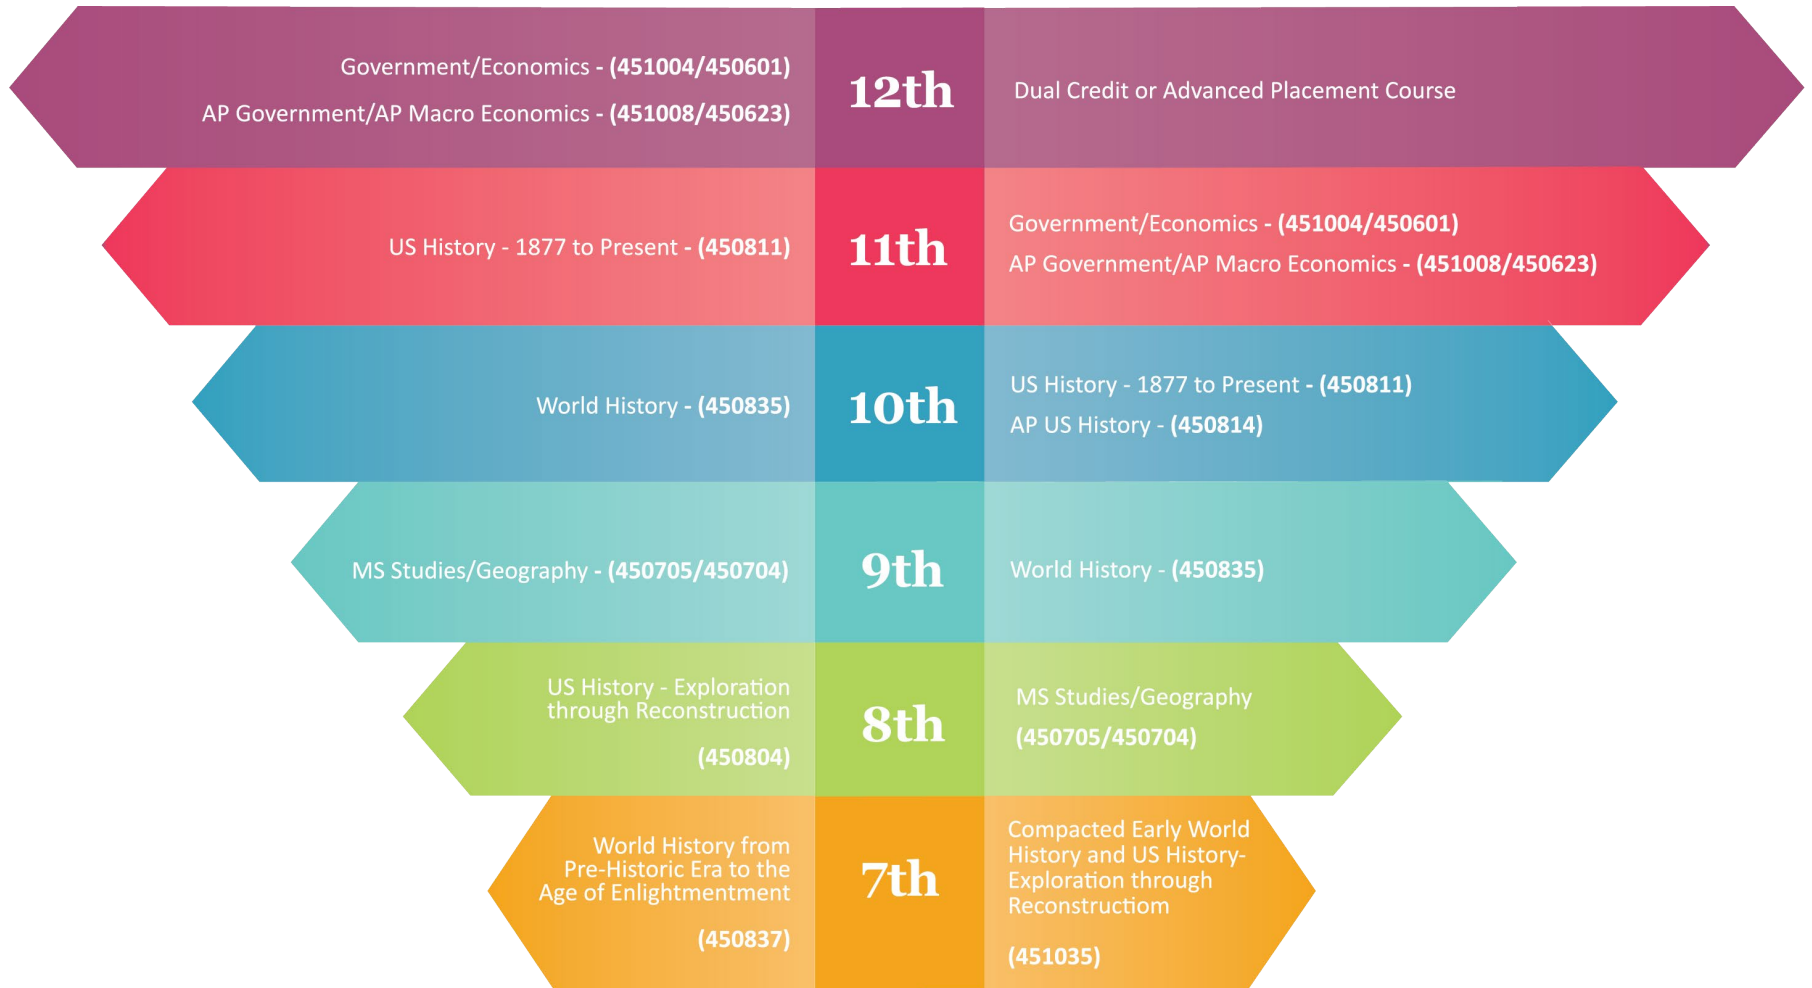 Government/Economics - (451004/450601)
AP Government/AP Macro Economics - (451008/450623)
12th
Dual Credit or Advanced Placement Course
US History - 1877 to Present - (450811)
11th
Government/Economics - (451004/450601)
AP Government/AP Macro Economics - (451008/450623)
World History - (450835)
10th
US History - 1877 to Present - (450811)
AP US History - (450814)
MS Studies/Geography - (450705/450704)
9th
World History - (450835)
US History - Exploration
through Reconstruction
(450804)
8th
MS Studies/Geography
(450705/450704)
World History from
Pre-Historic Era to the
Age of Enlightmentment
(450837)
7th
Compacted Early World
History and US History-
Exploration through
Reconstructiom
(451035)